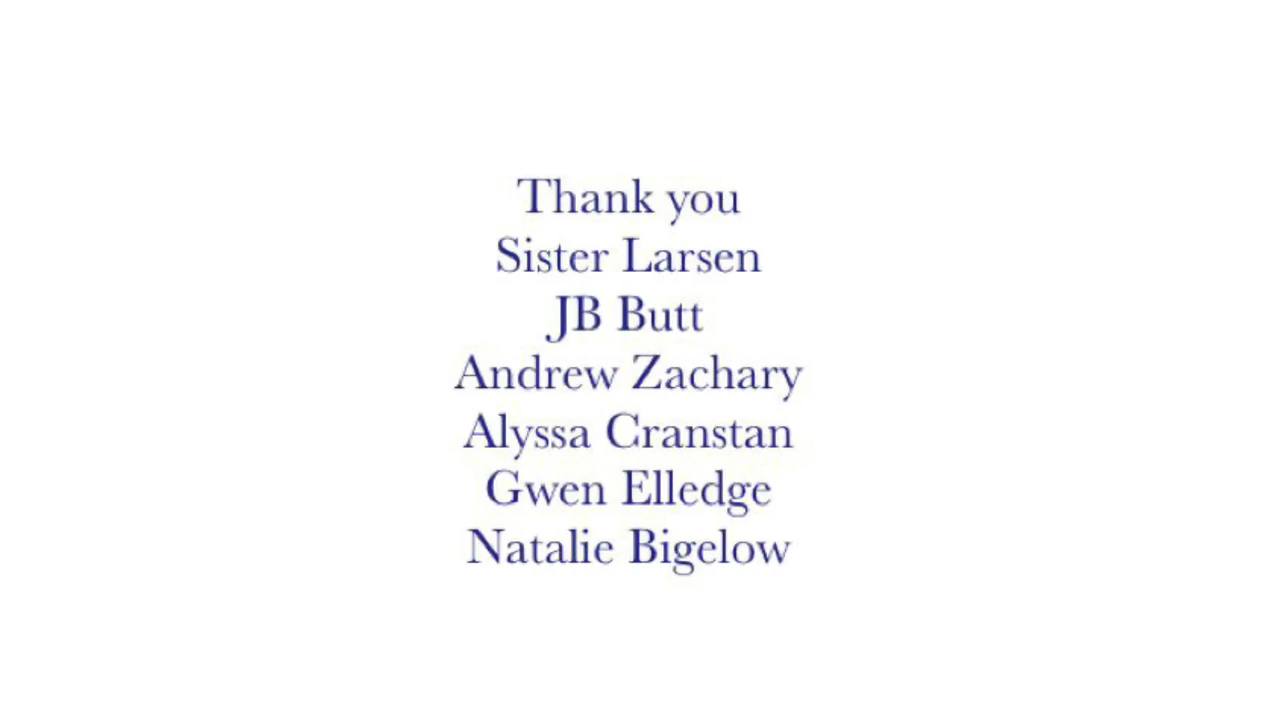 Thank you
Sister Larsen
JB Butt
Andrew Zachary
Alyssa Cranstan
Gwen Elledge
Natalie Bigelow